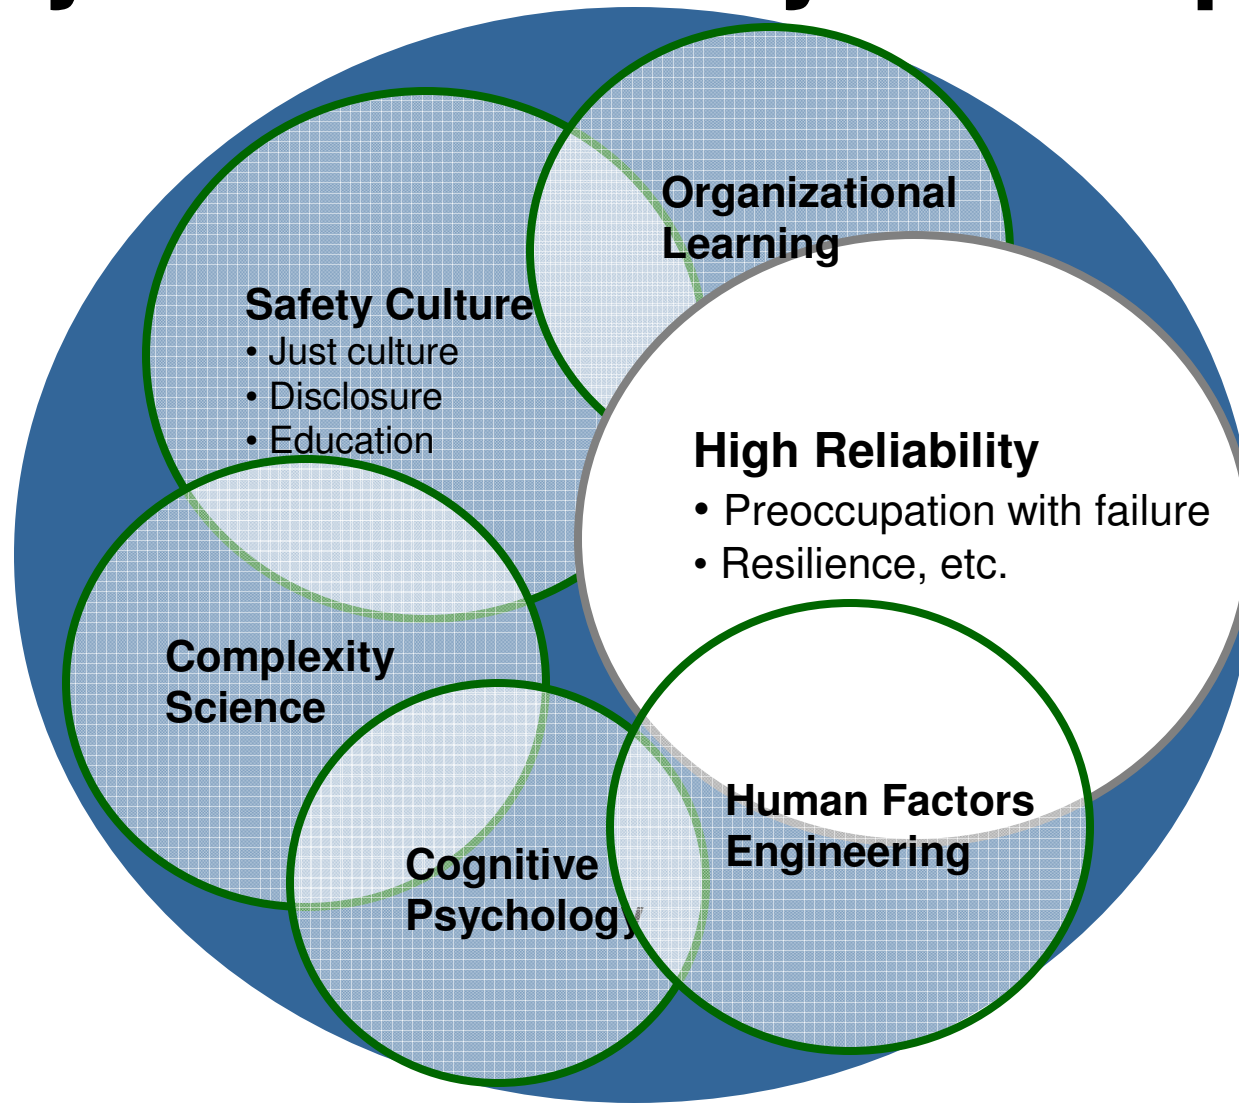 Organizational
Learning
Safety Culture
• Just culture
• Disclosure
• Education
High Reliability
• Preoccupation with failure
• Resilience, etc.
Complexity
Science
Human Factors
Engineering
Cognitive
Psychology